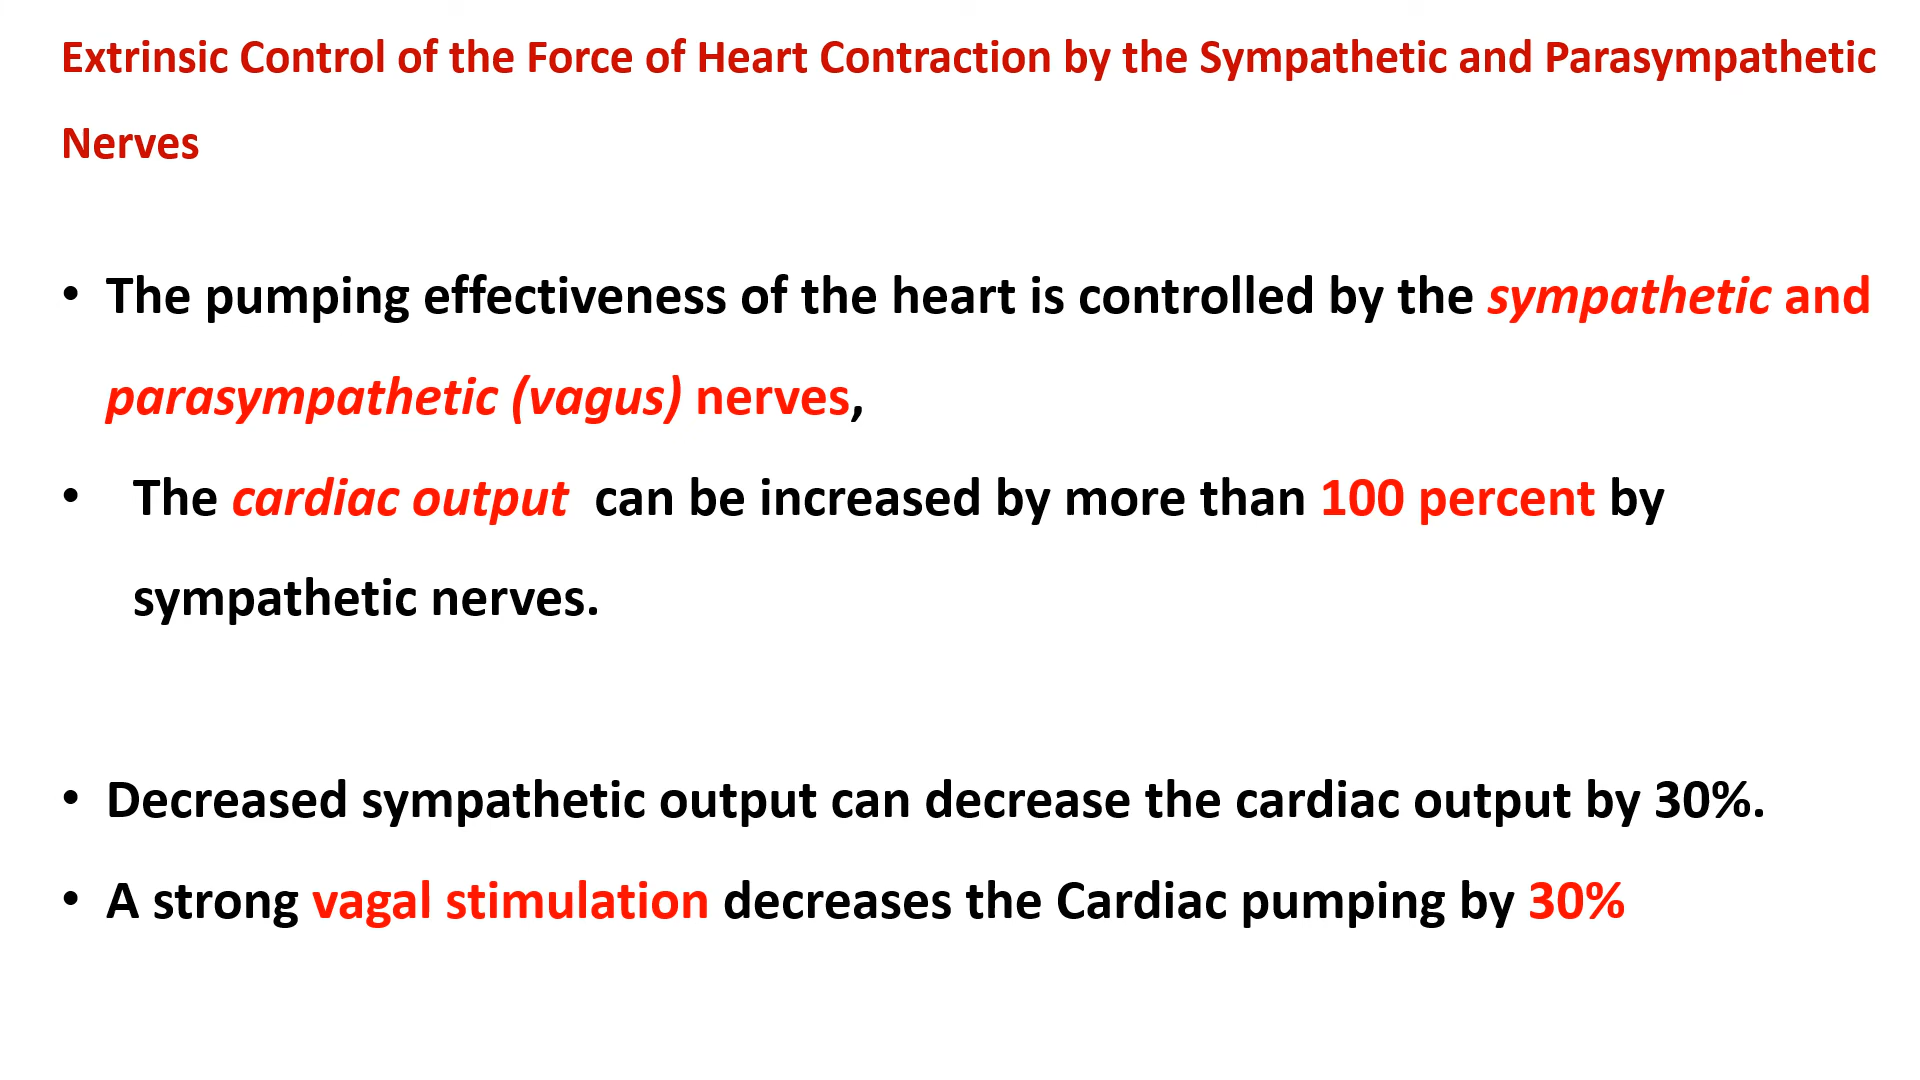 Extrinsic Control of the Force of Heart Contraction by the Sympathetic and Parasympathetic
Nerves
• The pumping effectiveness of the heart is controlled by the sympathetic and
parasympathetic (vagus) nerves,
• The cardiac output can be increased by more than 100 percent by
sympathetic nerves.
• Decreased sympathetic output can decrease the cardiac output by 30%.
• A strong vagal stimulation decreases the Cardiac pumping by 30%